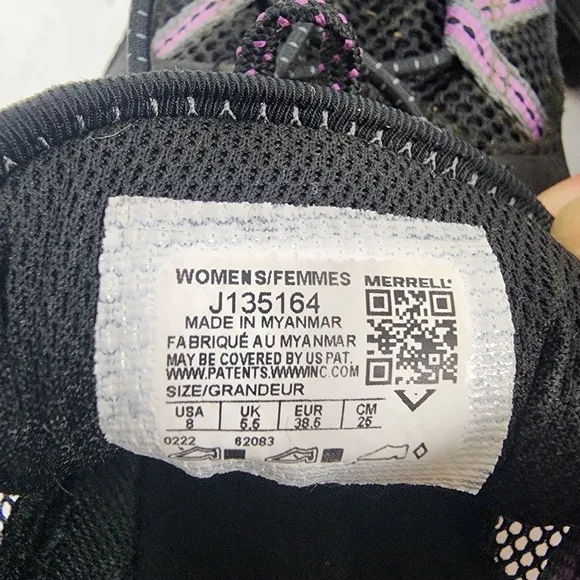 WOMENS/FEMMES MERRELL
J135164
MADE IN MYANMAR
FABRIQUÉ AU MYANMAR
MAY BE COVERED BY US PAT.
WWW.PATENTS.WWWINC.COM
SIZE/GRANDEUR
USA UK EUR CM
8 5.5 38.5 25
0222 62083